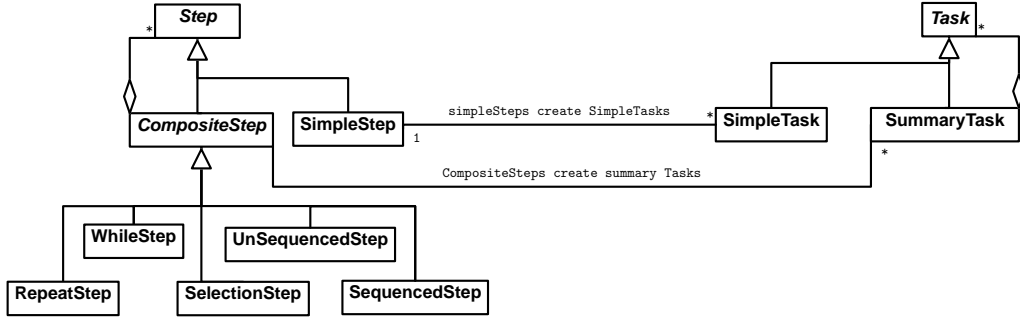 Step
Task
*
*
simpleSteps create SimpleTasks
CompositeStep
SimpleStep
*
SimpleTask
SummaryTask
1
*
CompositeSteps create summary Tasks
WhileStep
UnSequencedStep
RepeatStep
SelectionStep
SequencedStep